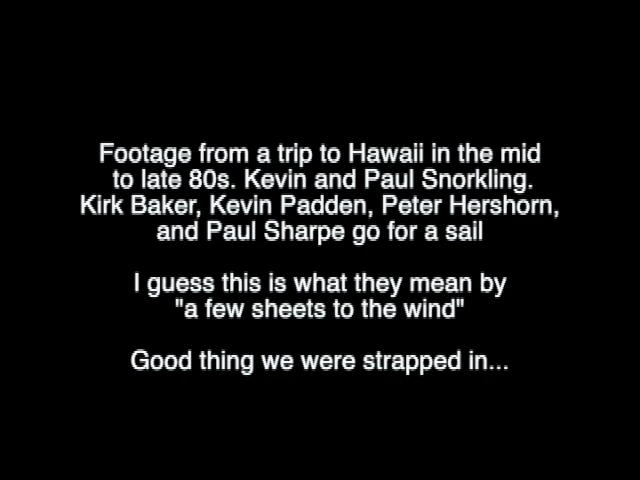 Footage from a trip to Hawaii in the mid
to late 80s. Kevin and Paul Snorkling.
Kirk Baker, Kevin Padden, Peter Hershorn,
and Paul Sharpe go for a sail
I guess this is what they mean by
"a few sheets to the wind"
Good thing we were strapped in...